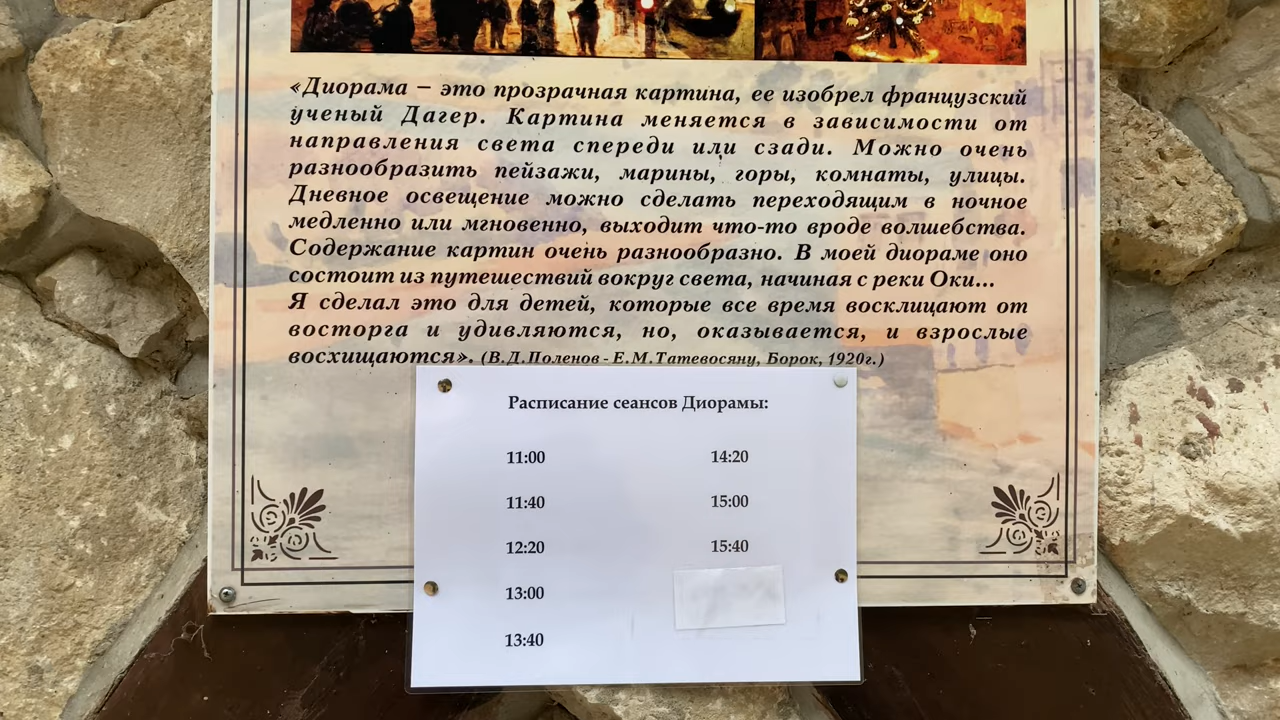 «Диорама – это прозрачная картина, ее изобрел французский
ученый Дагер. Картина меняется в зависимости от
направления света спереди или сзади. Можно очень
разнообразить пейзажи, марины, горы, комнаты, улицы.
Дневное освещение можно сделать переходящим в ночное
медленно или мгновенно, выходит что-то вроде волшебства.
Содержание картин очень разнообразно. В моей диораме оно
состоит из путешествий вокруг света, начиная с реки Оки...
Я сделал это для детей, которые все время восклицают от
восторга и удивляются, но, оказывается, и взрослые
восхищаются». (В.Д.Поленов - Е.М.Татевосяну, Борок, 1920г.)
Расписание сеансов Диорамы:
11:00 14:20
11:40 15:00
12:20 15:40
13:00
13:40